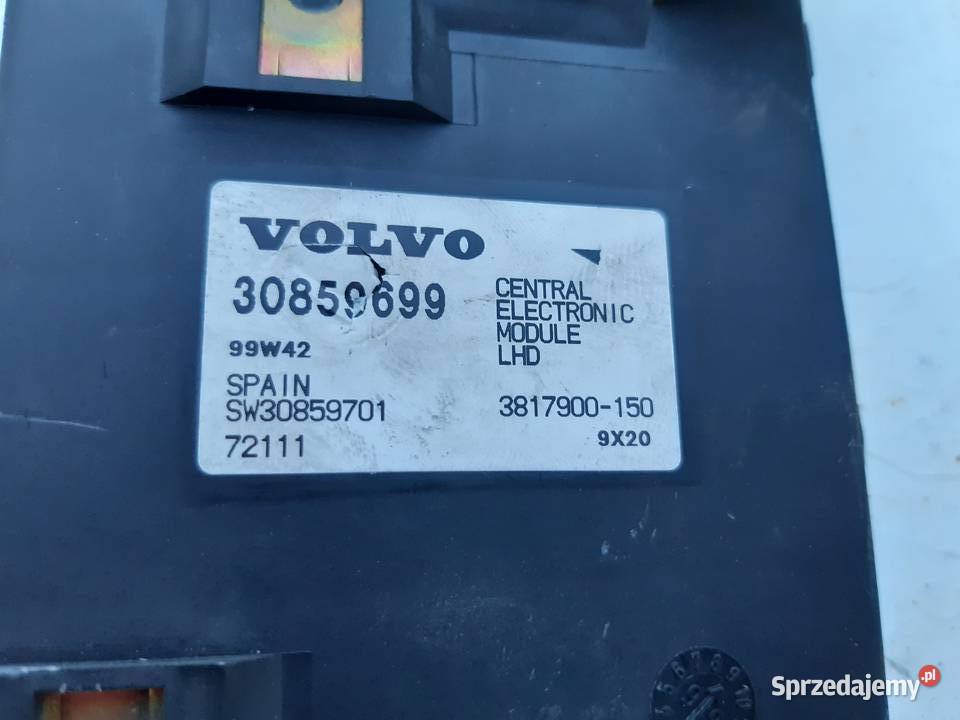 VOLVO
30859699
99W42
SPAIN
SW30859701
72111
CENTRAL
ELECTRONIC
MODULE
LHD
3817900-150
9X20
Sprzedajemy.pl